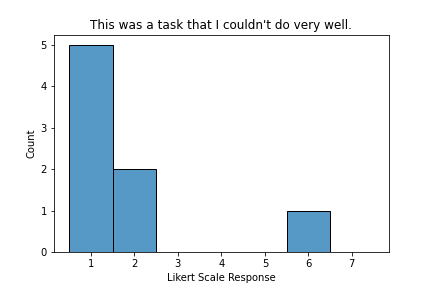 This was a task that I couldn't do very well.
5
4
3
2
1
0
Count
1 2 3 4 5 6 7
Likert Scale Response